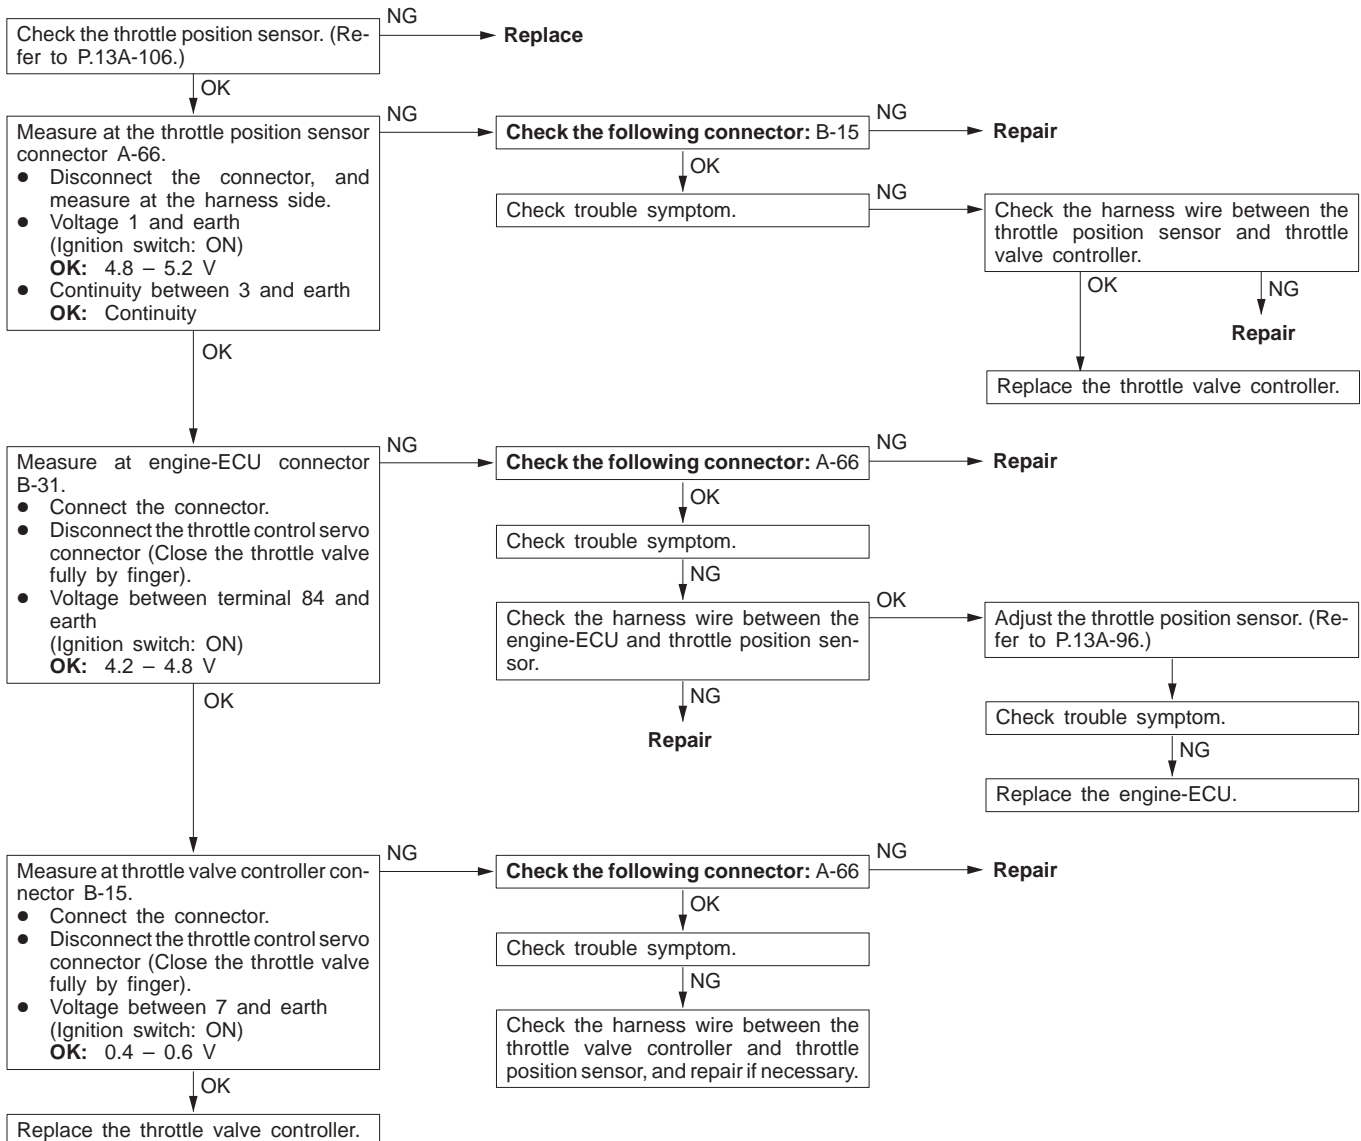 Check the throttle position sensor. (Re-
fer to P.13A-106.)
NG
Replace
OK
Measure at the throttle position sensor
connector A-66.
● Disconnect the connector, and
measure at the harness side.
● Voltage 1 and earth
(Ignition switch: ON)
OK: 4.8 – 5.2 V
● Continuity between 3 and earth
OK: Continuity
NG
Check the following connector: B-15
NG
Repair
OK
Check trouble symptom.
NG
Check the harness wire between the
throttle position sensor and throttle
valve controller.
OK
NG
Repair
Replace the throttle valve controller.
OK
Measure at engine-ECU connector
B-31.
● Connect the connector.
● Disconnect the throttle control servo
connector (Close the throttle valve
fully by finger).
● Voltage between terminal 84 and
earth
(Ignition switch: ON)
OK: 4.2 – 4.8 V
NG
Check the following connector: A-66
NG
Repair
OK
Check trouble symptom.
NG
Check the harness wire between the
engine-ECU and throttle position sen-
sor.
OK
Adjust the throttle position sensor. (Re-
fer to P.13A-96.)
Check trouble symptom.
NG
Replace the engine-ECU.
NG
Repair
OK
Measure at throttle valve controller con-
nector B-15.
● Connect the connector.
● Disconnect the throttle control servo
connector (Close the throttle valve
fully by finger).
● Voltage between 7 and earth
(Ignition switch: ON)
OK: 0.4 – 0.6 V
NG
Check the following connector: A-66
NG
Repair
OK
Check trouble symptom.
NG
Check the harness wire between the
throttle valve controller and throttle
position sensor, and repair if necessary.
OK
Replace the throttle valve controller.